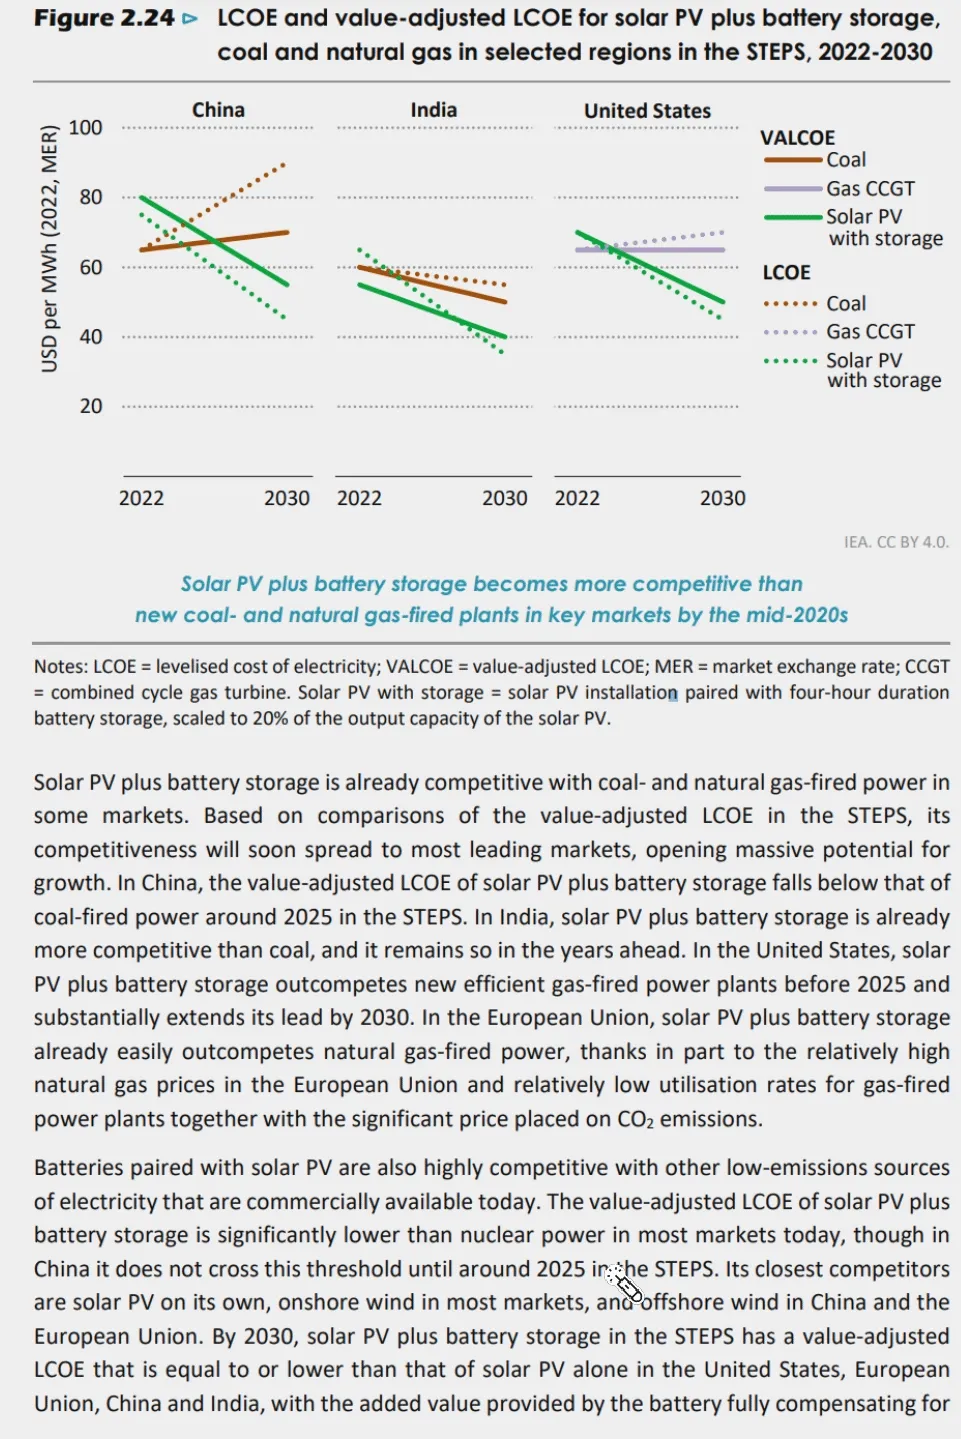 Figure 2.24 ▷ LCOE and value-adjusted LCOE for solar PV plus battery storage,
coal and natural gas in selected regions in the STEPS, 2022-2030
China
India
United States
USD per MWh (2022, MER)
100
80
60
40
20
2022
2030
2022
2030
2022
2030
VALCOE
Coal
Gas CCGT
Solar PV
with storage
LCOE
Coal
Gas CCGT
Solar PV
with storage
IEA. CC BY 4.0.
Solar PV plus battery storage becomes more competitive than
new coal- and natural gas-fired plants in key markets by the mid-2020s
Notes: LCOE = levelised cost of electricity; VALCOE = value-adjusted LCOE; MER = market exchange rate; CCGT
= combined cycle gas turbine. Solar PV with storage = solar PV installation paired with four-hour duration
battery storage, scaled to 20% of the output capacity of the solar PV.
Solar PV plus battery storage is already competitive with coal- and natural gas-fired power in
some markets. Based on comparisons of the value-adjusted LCOE in the STEPS, its
competitiveness will soon spread to most leading markets, opening massive potential for
growth. In China, the value-adjusted LCOE of solar PV plus battery storage falls below that of
coal-fired power around 2025 in the STEPS. In India, solar PV plus battery storage is already
more competitive than coal, and it remains so in the years ahead. In the United States, solar
PV plus battery storage outcompetes new efficient gas-fired power plants before 2025 and
substantially extends its lead by 2030. In the European Union, solar PV plus battery storage
already easily outcompetes natural gas-fired power, thanks in part to the relatively high
natural gas prices in the European Union and relatively low utilisation rates for gas-fired
power plants together with the significant price placed on CO₂ emissions.
Batteries paired with solar PV are also highly competitive with other low-emissions sources
of electricity that are commercially available today. The value-adjusted LCOE of solar PV plus
battery storage is significantly lower than nuclear power in most markets today, though in
China it does not cross this threshold until around 2025 in the STEPS. Its closest competitors
are solar PV on its own, onshore wind in most markets, and offshore wind in China and the
European Union. By 2030, solar PV plus battery storage in the STEPS has a value-adjusted
LCOE that is equal to or lower than that of solar PV alone in the United States, European
Union, China and India, with the added value provided by the battery fully compensating for